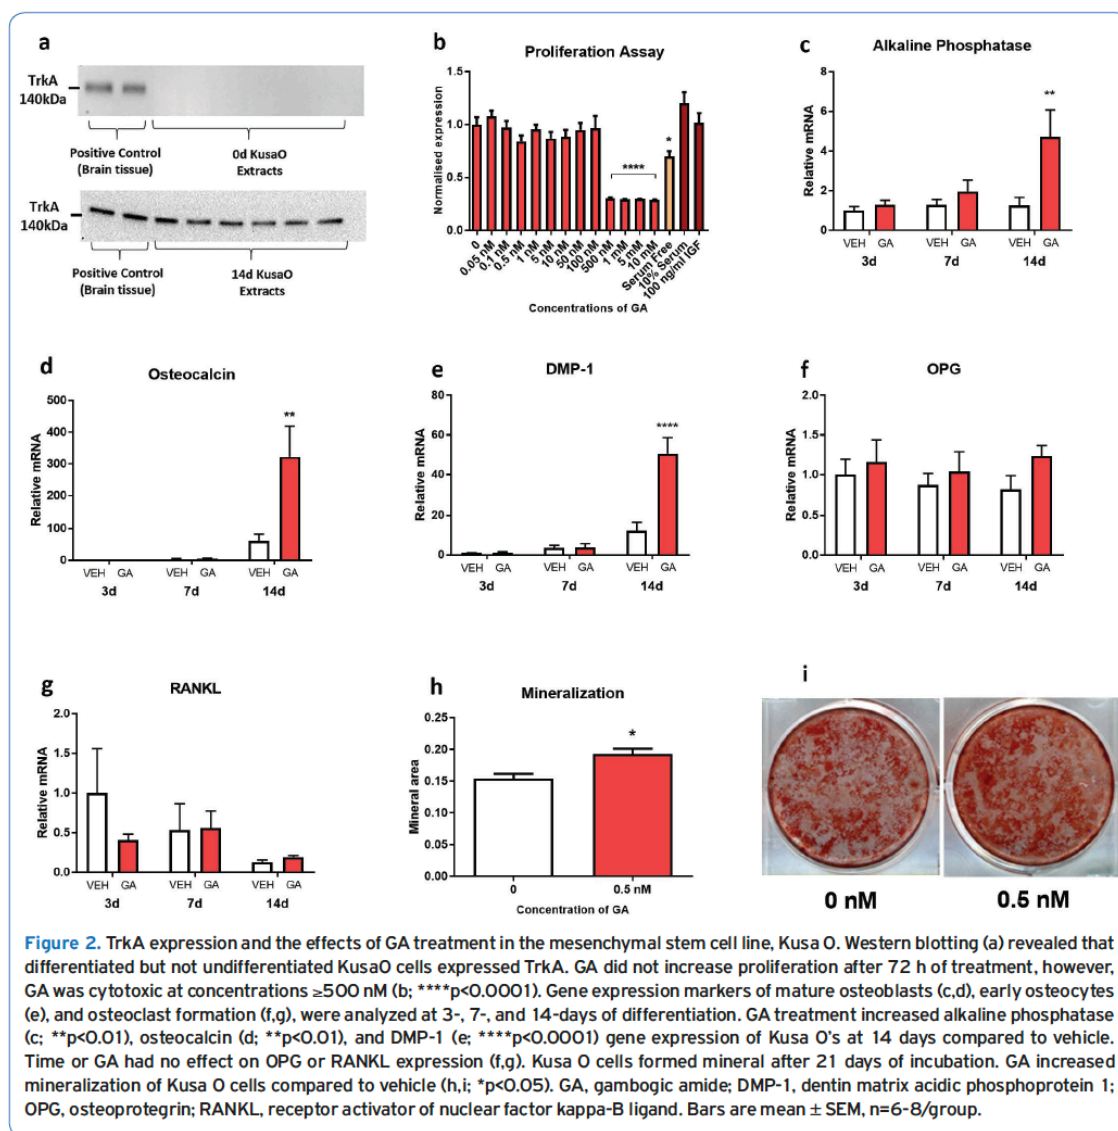 a
TrkA
140kDa
Positive Control
(Brain tissue)
0d KusaO
Extracts
TrkA
140kDa
Positive Control
(Brain tissue)
14d KusaO
Extracts
b
Proliferation Assay
Normalised expression
1.5
1.0
0.5
0.0
****
*
0
0.05 nM
0.1 nM
0.5 nM
1 nM
5 nM
10 nM
50 nM
100 nM
500 nM
1 mM
5 mM
10 mM
Serum Free
10% Serum
100 ng/ml IGF
Concentrations of GA
c
Alkaline Phosphatase
Relative mRNA
8
6
4
2
0
**
VEH GA VEH GA VEH GA
3d 7d 14d
d
Osteocalcin
Relative mRNA
500
400
300
200
100
0
**
VEH GA VEH GA VEH GA
3d 7d 14d
e
DMP-1
Relative mRNA
80
60
40
20
0
****
VEH GA VEH GA VEH GA
3d 7d 14d
f
OPG
Relative mRNA
2.0
1.5
1.0
0.5
0.0
VEH GA VEH GA VEH GA
3d 7d 14d
g
RANKL
Relative mRNA
2.0
1.5
1.0
0.5
0.0
VEH GA VEH GA VEH GA
3d 7d 14d
h
Mineralization
Mineral area
0.25
0.20
0.15
0.10
0.05
0.00
*
0 0.5 nM
Concentration of GA
i
0 nM 0.5 nM
Figure 2. TrkA expression and the effects of GA treatment in the mesenchymal stem cell line, Kusa O. Western blotting (a) revealed that
differentiated but not undifferentiated KusaO cells expressed TrkA. GA did not increase proliferation after 72 h of treatment, however,
GA was cytotoxic at concentrations ≥500 nM (b; ****p<0.0001). Gene expression markers of mature osteoblasts (c,d), early osteocytes
(e), and osteoclast formation (f,g), were analyzed at 3-, 7-, and 14-days of differentiation. GA treatment increased alkaline phosphatase
(c; **p<0.01), osteocalcin (d; **p<0.01), and DMP-1 (e; ****p<0.0001) gene expression of Kusa O's at 14 days compared to vehicle.
Time or GA had no effect on OPG or RANKL expression (f,g). Kusa O cells formed mineral after 21 days of incubation. GA increased
mineralization of Kusa O cells compared to vehicle (h,i; *p<0.05). GA, gambogic amide; DMP-1, dentin matrix acidic phosphoprotein 1;
OPG, osteoprotegrin; RANKL, receptor activator of nuclear factor kappa-B ligand. Bars are mean ± SEM, n=6-8/group.